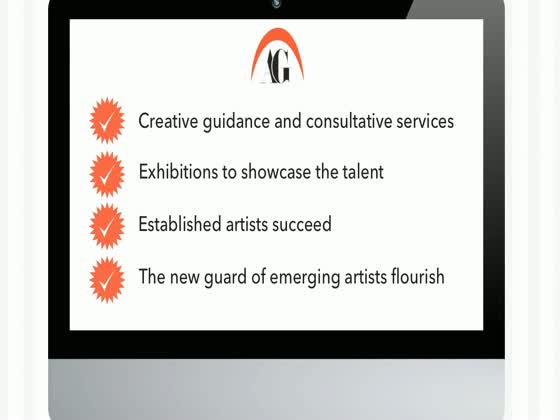 AG
Creative guidance and consultative services
Exhibitions to showcase the talent
Established artists succeed
The new guard of emerging artists flourish